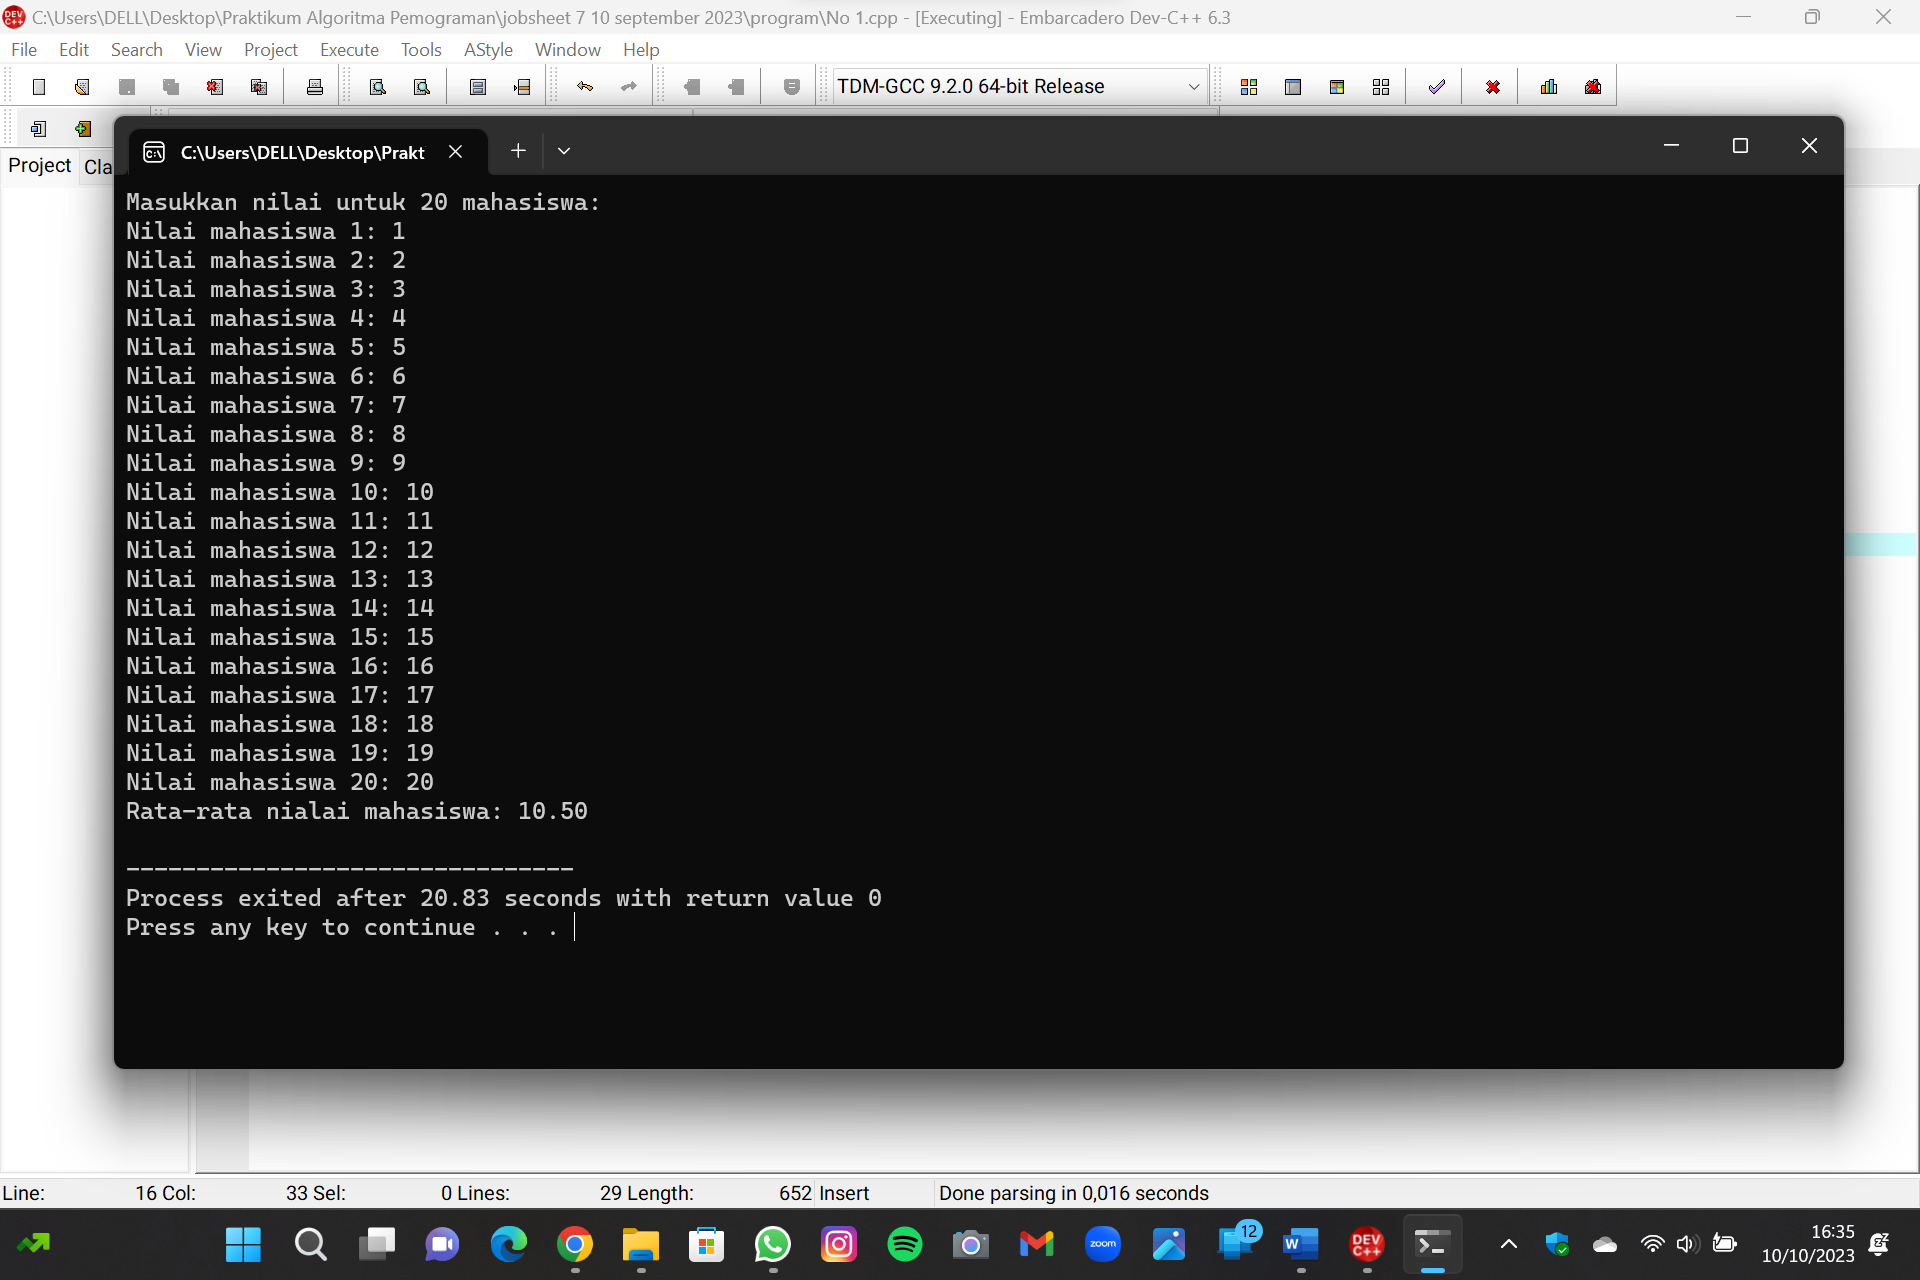 C:\Users\DELL\Desktop\Praktikum Algoritma Pemograman\jobsheet 7 10 september 2023\program\No 1.cpp - [Executing] - Embarcadero Dev-C++ 6.3
File Edit Search View Project Execute Tools AStyle Window Help
TDM-GCC 9.2.0 64-bit Release
Project Cla
C:\Users\DELL\Desktop\Prakt
Masukkan nilai untuk 20 mahasiswa:
Nilai mahasiswa 1: 1
Nilai mahasiswa 2: 2
Nilai mahasiswa 3: 3
Nilai mahasiswa 4: 4
Nilai mahasiswa 5: 5
Nilai mahasiswa 6: 6
Nilai mahasiswa 7: 7
Nilai mahasiswa 8: 8
Nilai mahasiswa 9: 9
Nilai mahasiswa 10: 10
Nilai mahasiswa 11: 11
Nilai mahasiswa 12: 12
Nilai mahasiswa 13: 13
Nilai mahasiswa 14: 14
Nilai mahasiswa 15: 15
Nilai mahasiswa 16: 16
Nilai mahasiswa 17: 17
Nilai mahasiswa 18: 18
Nilai mahasiswa 19: 19
Nilai mahasiswa 20: 20
Rata-rata nialai mahasiswa: 10.50
--------------------------------
Process exited after 20.83 seconds with return value 0
Press any key to continue . . .
Line: 16 Col: 33 Sel: 0 Lines: 29 Length: 652 Insert Done parsing in 0,016 seconds
zoom
12
W
DEV C++
16:35
10/10/2023